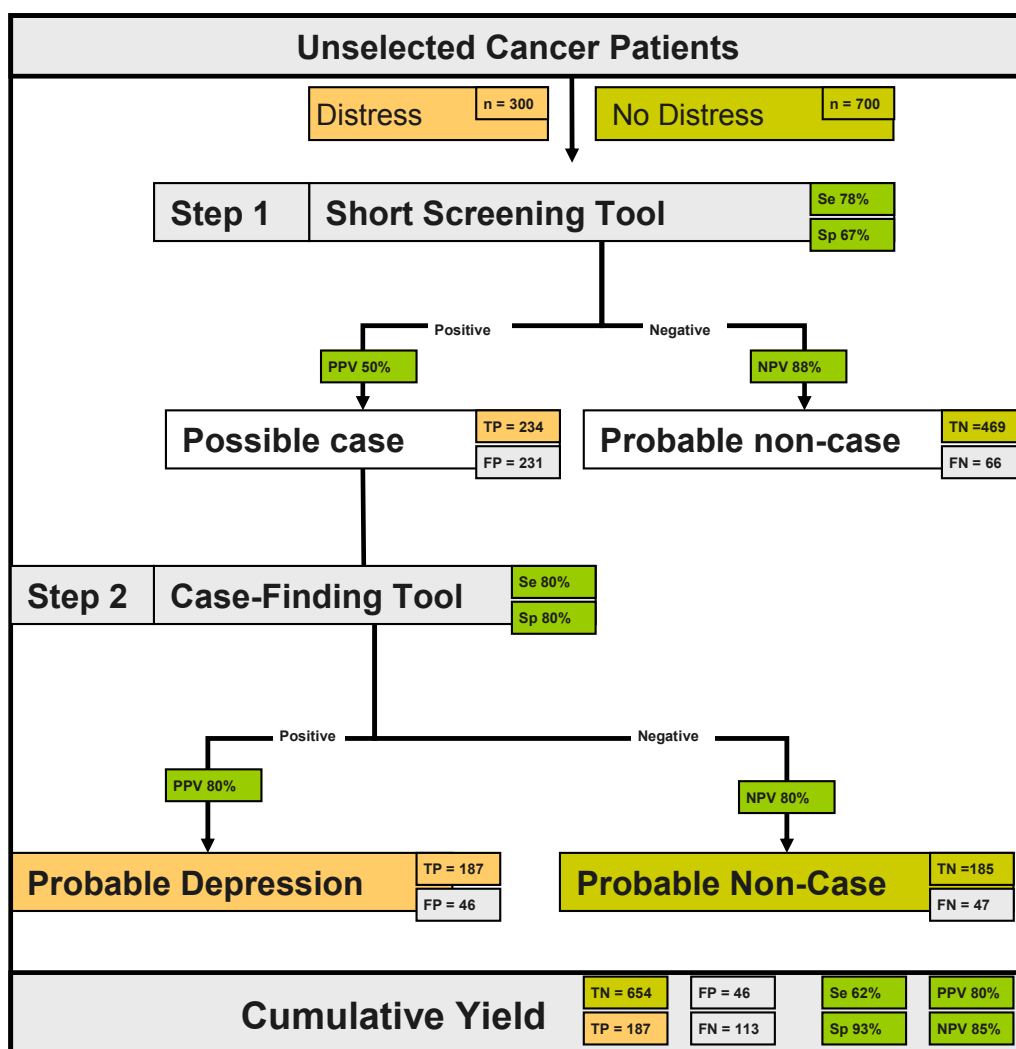 Unselected Cancer Patients
Distress
n = 300
No Distress
n = 700
Step 1
Short Screening Tool
Se 78%
Sp 67%
Positive
Negative
PPV 50%
NPV 88%
Possible case
TP = 234
FP = 231
Probable non-case
TN =469
FN = 66
Step 2
Case-Finding Tool
Se 80%
Sp 80%
Positive
Negative
PPV 80%
NPV 80%
Probable Depression
TP = 187
FP = 46
Probable Non-Case
TN =185
FN = 47
Cumulative Yield
TN = 654
FP = 46
Se 62%
PPV 80%
TP = 187
FN = 113
Sp 93%
NPV 85%